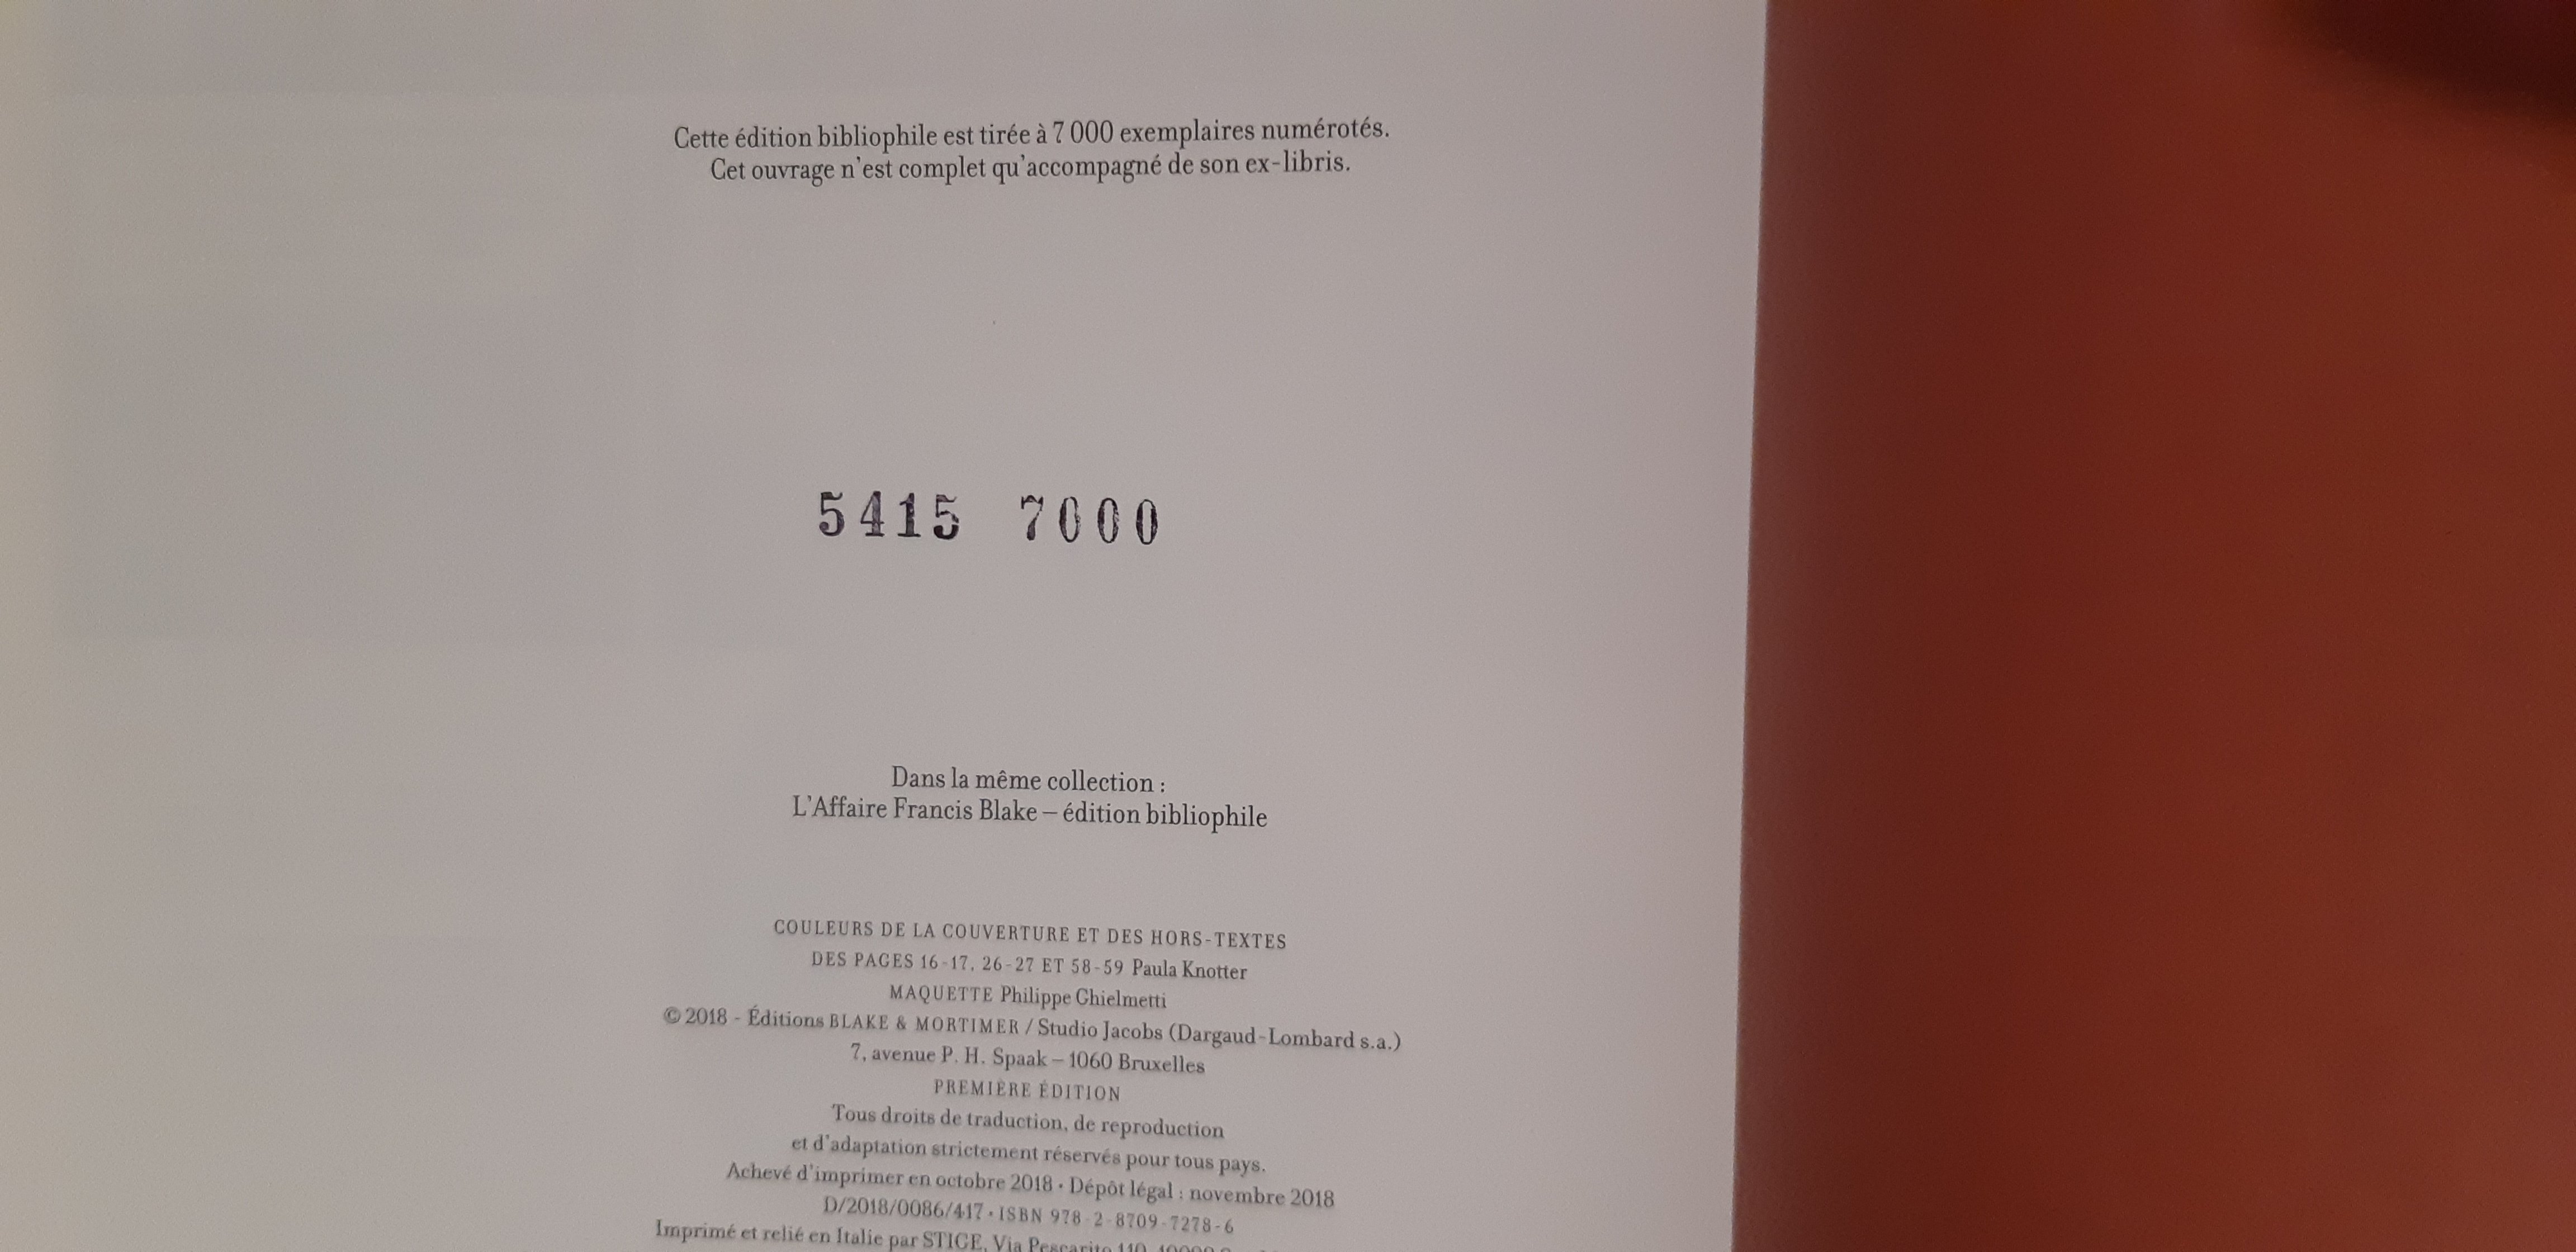 Cette édition bibliophile est tirée à 7 000 exemplaires numérotés.
Cet ouvrage n'est complet qu'accompagné de son ex-libris.
5415 7000
Dans la même collection :
L'Affaire Francis Blake – édition bibliophile
COULEURS DE LA COUVERTURE ET DES HORS-TEXTES
DES PAGES 16-17, 26-27 ET 58-59 Paula Knotter
MAQUETTE Philippe Ghielmetti
© 2018 - Éditions BLAKE & MORTIMER / Studio Jacobs (Dargaud-Lombard s.a.)
7, avenue P. H. Spaak – 1060 Bruxelles
PREMIÈRE ÉDITION
Tous droits de traduction, de reproduction
et d'adaptation strictement réservés pour tous pays.
Achevé d'imprimer en octobre 2018 • Dépôt légal : novembre 2018
D/2018/0086/417 • ISBN 978-2-8709-7278-6
Imprimé et relié en Italie par STIGE, Via Pescarito 110,